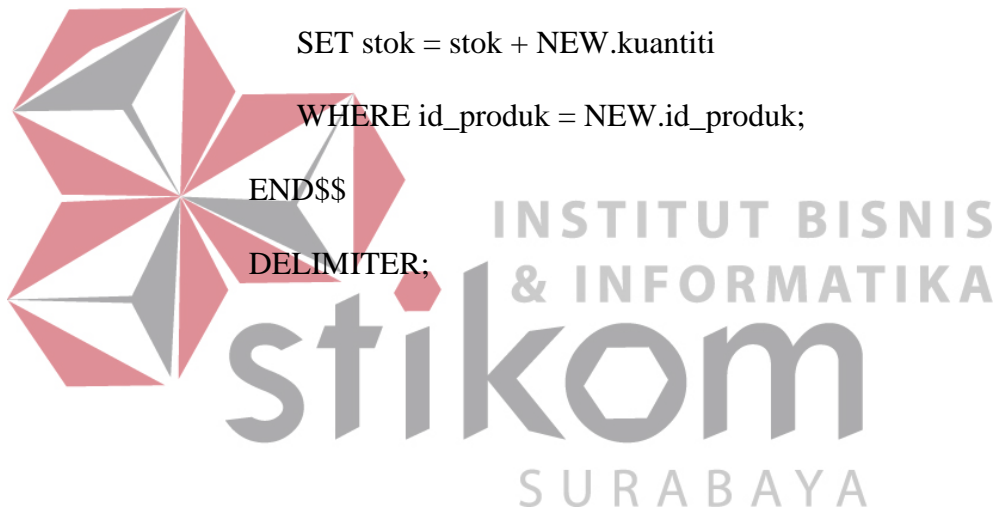 SET stok = stok + NEW.kuantiti
WHERE id_produk = NEW.id_produk;
END$$
DELIMITER;
INSTITUT BISNIS
& INFORMATIKA
stikom
SURABAYA